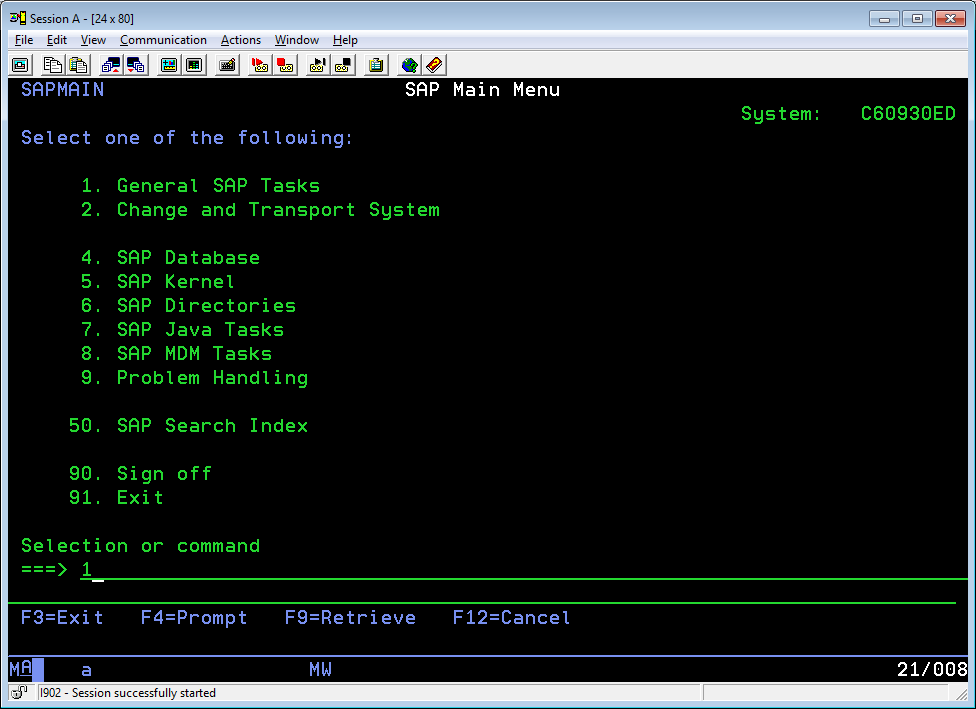 Session A - [24 x 80]
File Edit View Communication Actions Window Help
SAPMAIN SAP Main Menu
System: C60930ED
Select one of the following:
1. General SAP Tasks
2. Change and Transport System
4. SAP Database
5. SAP Kernel
6. SAP Directories
7. SAP Java Tasks
8. SAP MDM Tasks
9. Problem Handling
50. SAP Search Index
90. Sign off
91. Exit
Selection or command
===> 1
F3=Exit F4=Prompt F9=Retrieve F12=Cancel
MA a MW 21/008
I902 - Session successfully started